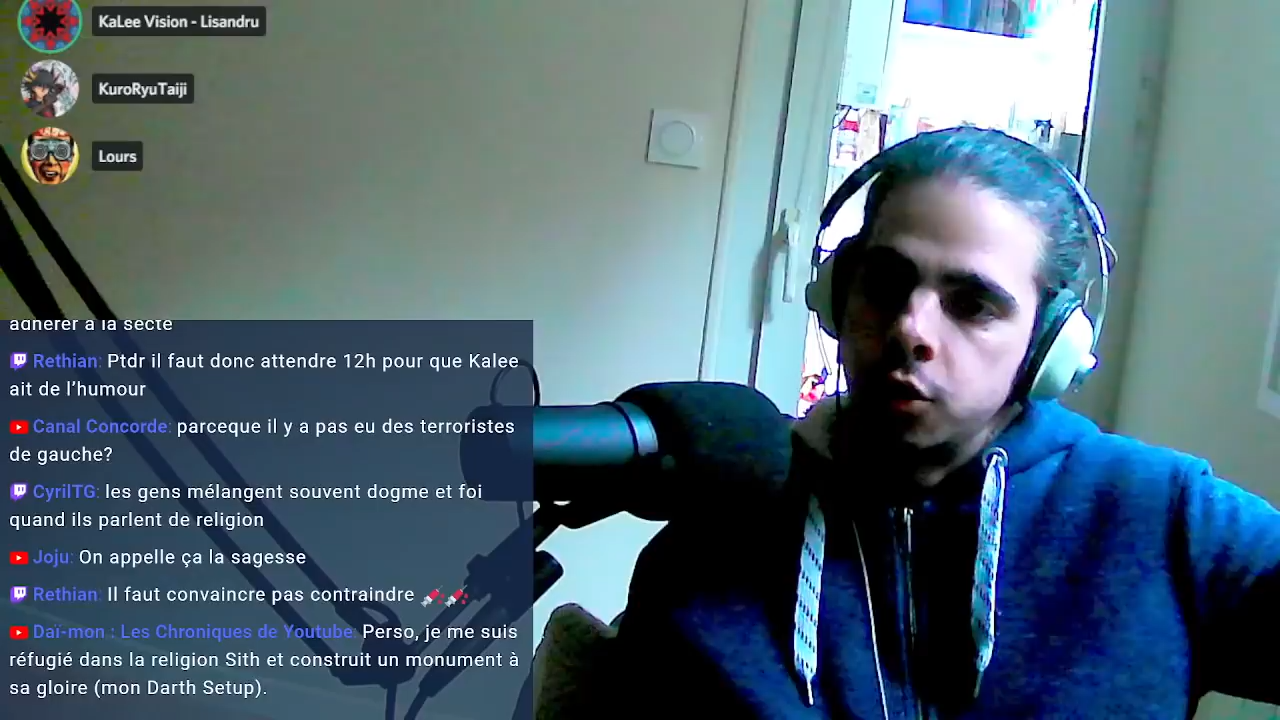 KaLee Vision - Lisandru
KuroRyuTaiji
Lours
adhérer à la secte
Rethian: Ptdr il faut donc attendre 12h pour que Kalee
ait de l’humour
Canal Concorde: parceque il y a pas eu des terroristes
de gauche?
CyrilTG: les gens mélangent souvent dogme et foi
quand ils parlent de religion
Joju: On appelle ça la sagesse
Rethian: Il faut convaincre pas contraindre
Daï-mon : Les Chroniques de Youtube: Perso, je me suis
réfugié dans la religion Sith et construit un monument à
sa gloire (mon Darth Setup).